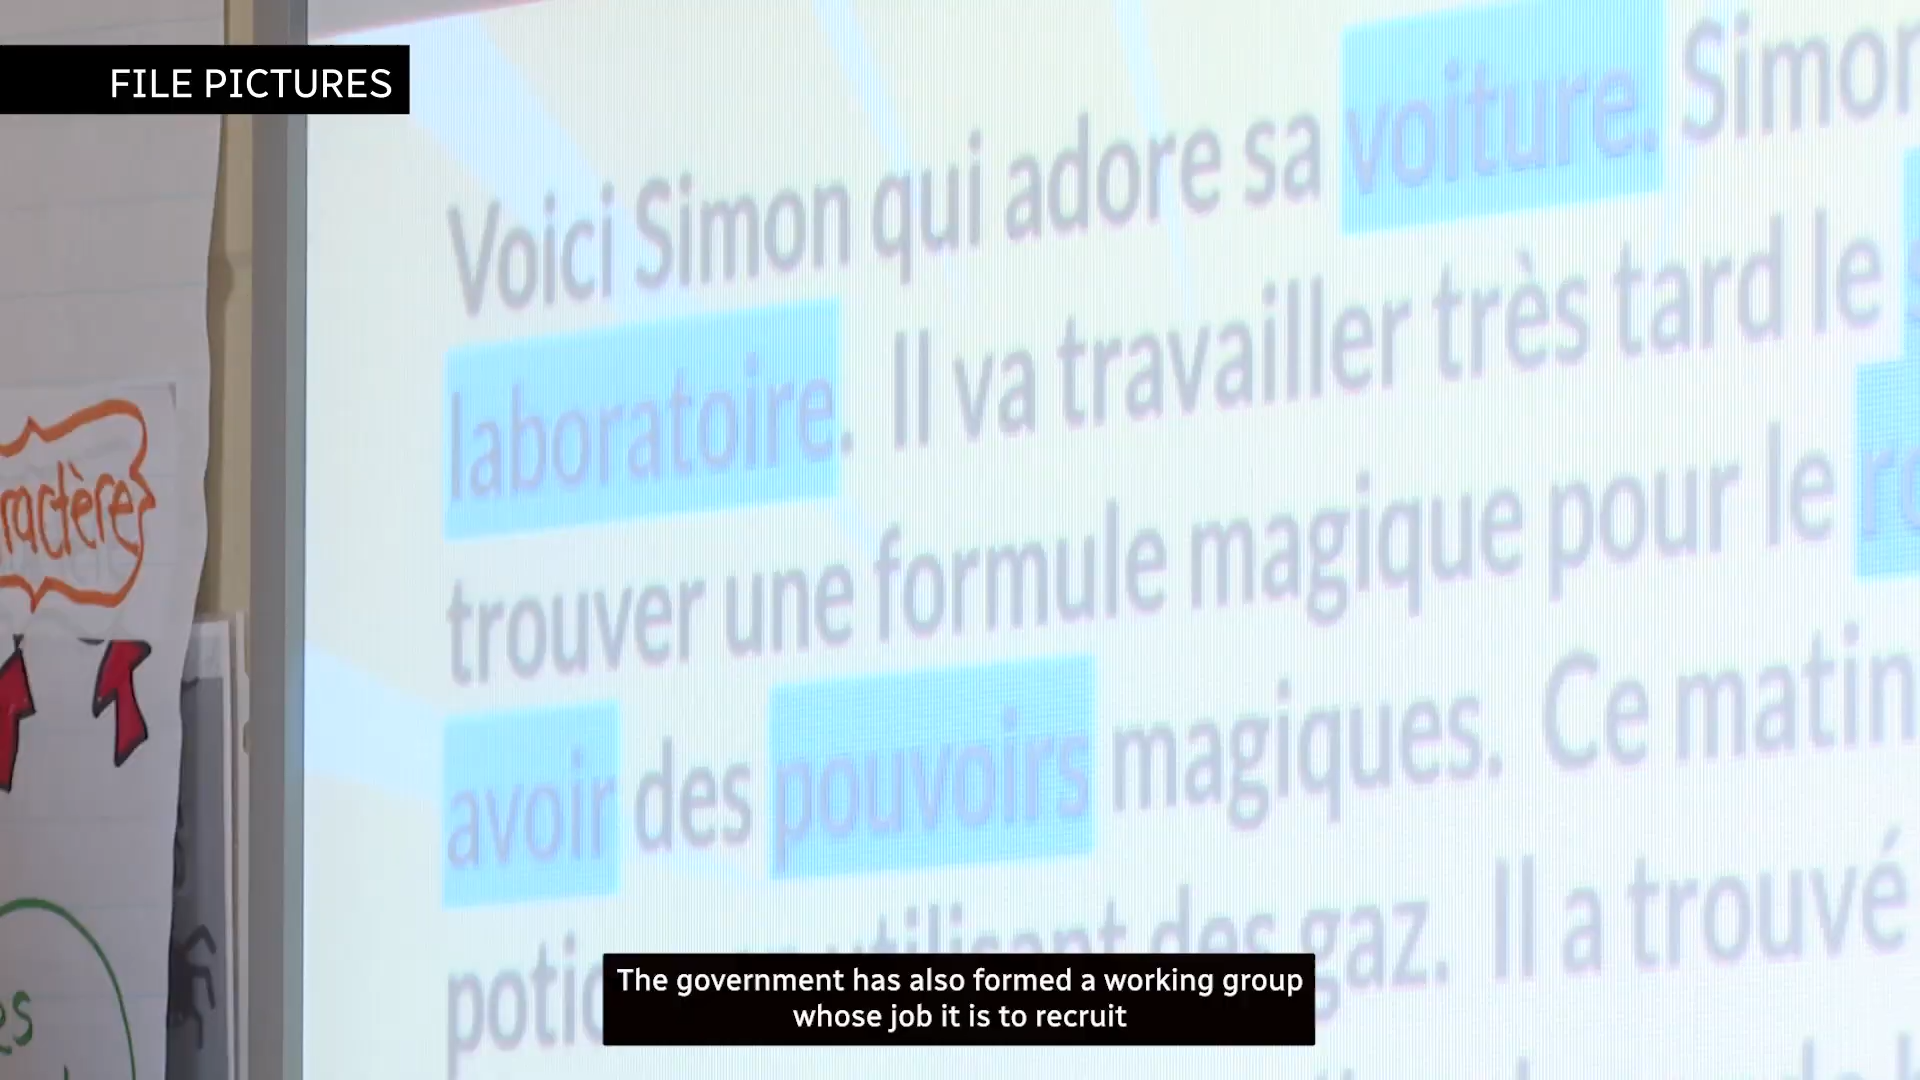 FILE PICTURES
Voici Simon qui adore sa voiture. Simon
laboratoire. Il va travailler très tard le
trouver une formule magique pour le
avoir des pouvoirs magiques. Ce matin
utilisant des gaz. Il a trouvé
The government has also formed a working group
whose job it is to recruit